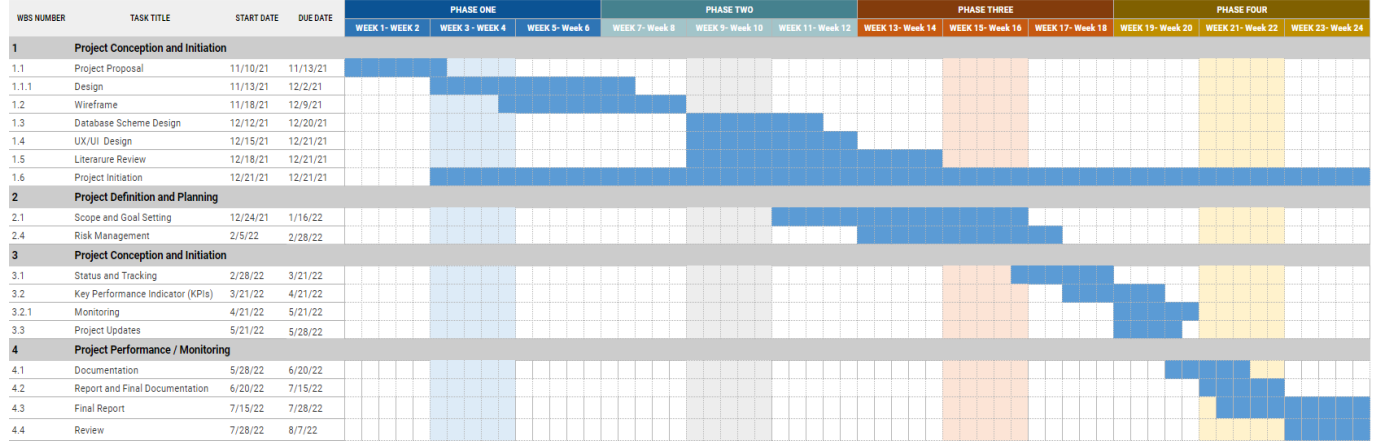 WBS NUMBER TASK TITLE START DATE DUE DATE PHASE ONE PHASE TWO PHASE THREE PHASE FOUR
WEEK 1- WEEK 2 WEEK 3 - WEEK 4 WEEK 5- Week 6 WEEK 7- Week 8 WEEK 9- Week 10 WEEK 11- Week 12 WEEK 13- Week 14 WEEK 15- Week 16 WEEK 17- Week 18 WEEK 19- Week 20 WEEK 21- Week 22 WEEK 23- Week 24
1 Project Conception and Initiation
1.1 Project Proposal 11/10/21 11/13/21
1.1.1 Design 11/13/21 12/2/21
1.2 Wireframe 11/18/21 12/9/21
1.3 Database Scheme Design 12/12/21 12/20/21
1.4 UX/UI Design 12/15/21 12/21/21
1.5 Literarure Review 12/18/21 12/21/21
1.6 Project Initiation 12/21/21 12/21/21
2 Project Definition and Planning
2.1 Scope and Goal Setting 12/24/21 1/16/22
2.4 Risk Management 2/5/22 2/28/22
3 Project Conception and Initiation
3.1 Status and Tracking 2/28/22 3/21/22
3.2 Key Performance Indicator (KPIs) 3/21/22 4/21/22
3.2.1 Monitoring 4/21/22 5/21/22
3.3 Project Updates 5/21/22 5/28/22
4 Project Performance / Monitoring
4.1 Documentation 5/28/22 6/20/22
4.2 Report and Final Documentation 6/20/22 7/15/22
4.3 Final Report 7/15/22 7/28/22
4.4 Review 7/28/22 8/7/22